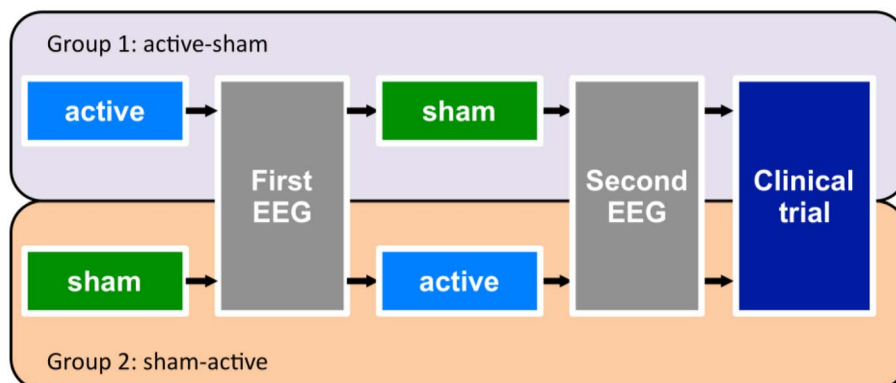 Group 1: active-sham
active
sham
First
EEG
Second
EEG
Clinical
trial
sham
active
Group 2: sham-active